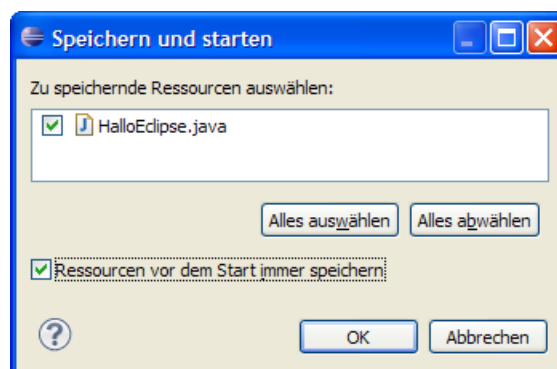 Speichern und starten
Zu speichernde Ressourcen auswählen:
HalloEclipse.java
Alles auswählen Alles abwählen
Ressourcen vor dem Start immer speichern
OK Abbrechen